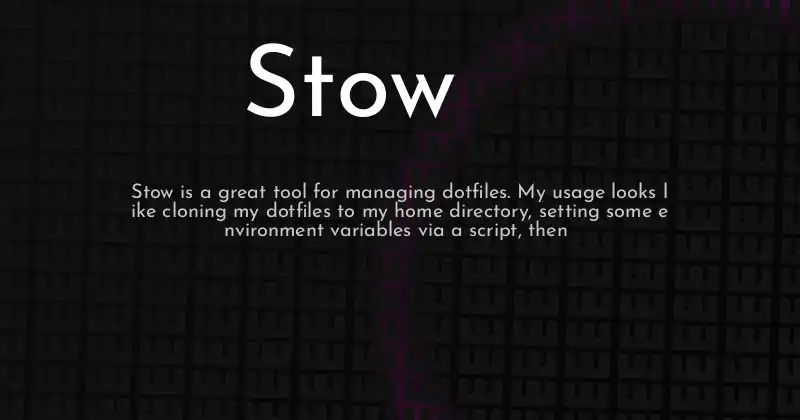 Stow
Stow is a great tool for managing dotfiles. My usage looks l
ike cloning my dotfiles to my home directory, setting some e
nvironment variables via a script, then